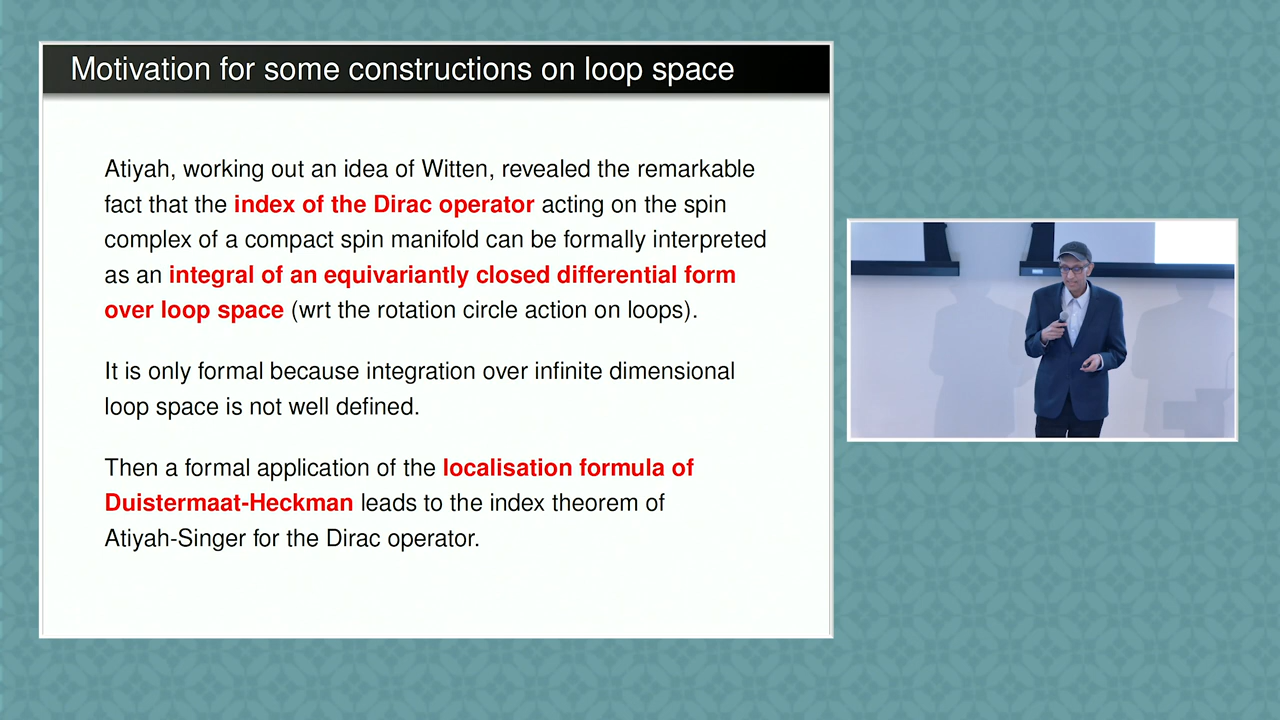 Motivation for some constructions on loop space
Atiyah, working out an idea of Witten, revealed the remarkable
fact that the index of the Dirac operator acting on the spin
complex of a compact spin manifold can be formally interpreted
as an integral of an equivariantly closed differential form
over loop space (wrt the rotation circle action on loops).
It is only formal because integration over infinite dimensional
loop space is not well defined.
Then a formal application of the localisation formula of
Duistermaat-Heckman leads to the index theorem of
Atiyah-Singer for the Dirac operator.